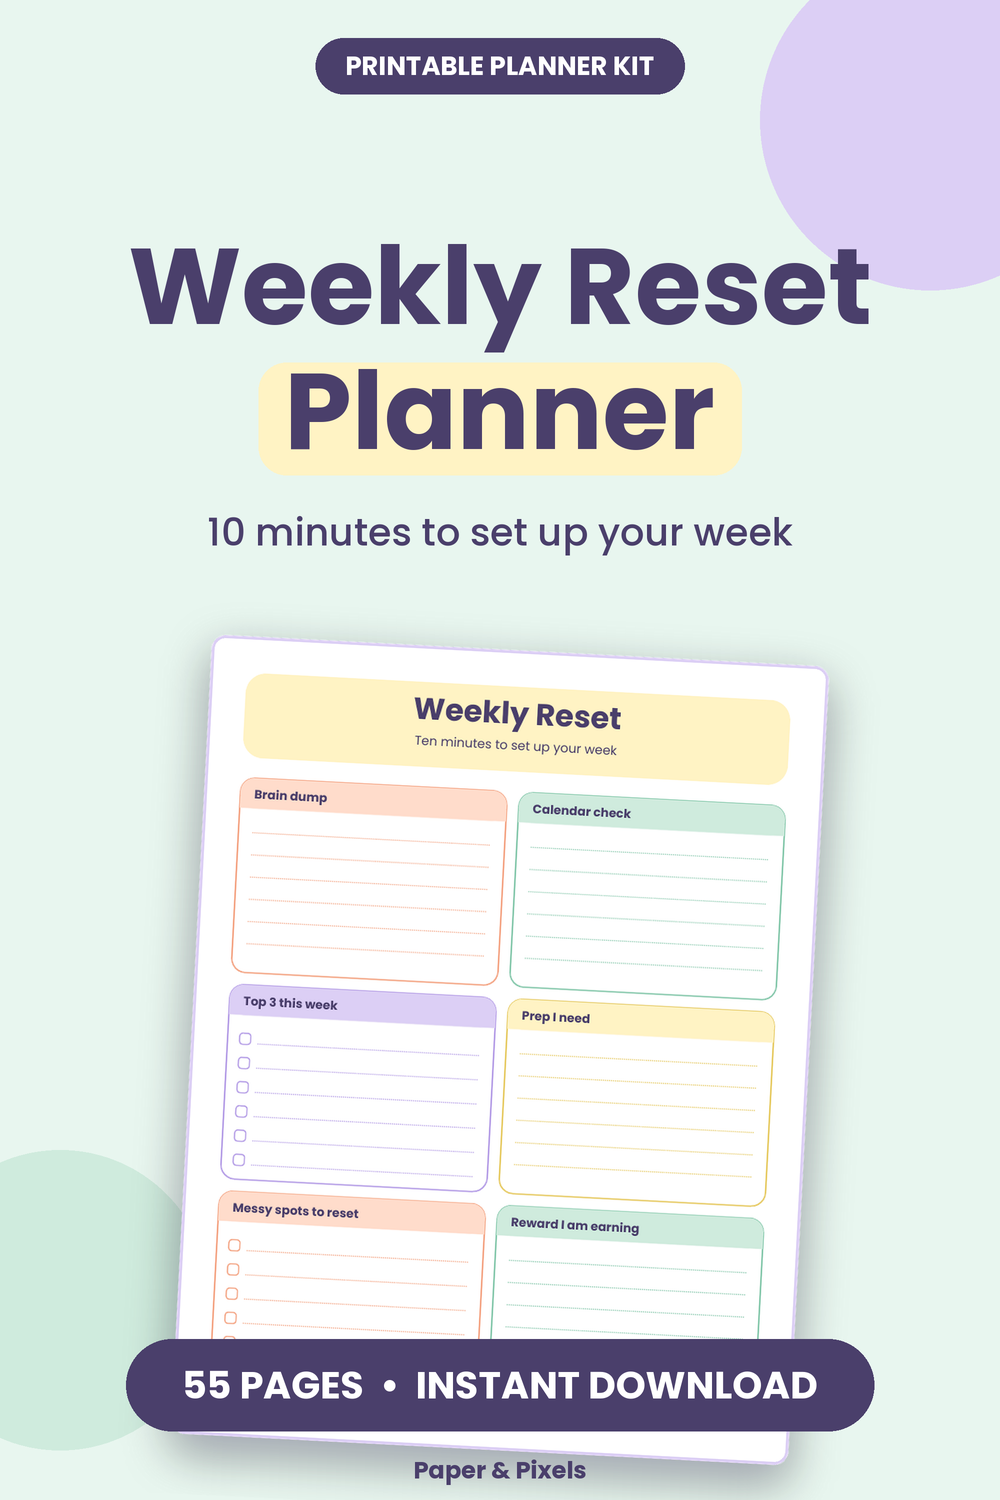 PRINTABLE PLANNER KIT
Weekly Reset
Planner
10 minutes to set up your week
Weekly Reset
Ten minutes to set up your week
Brain dump
Calendar check
Top 3 this week
Prep I need
Messy spots to reset
Reward I am earning
55 PAGES • INSTANT DOWNLOAD
Paper & Pixels